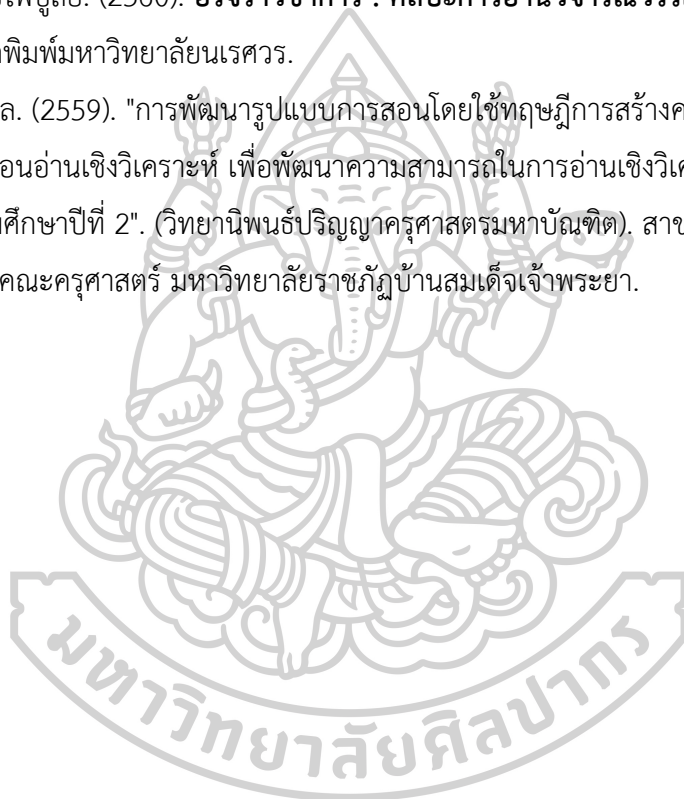 (2560). 
พิมพ์มหาวิทยาลัยนเรศวร.
ล. (2559). "การพัฒนารูปแบบการสอนโดยใช้ทฤษฎีการสร้างค
อนอ่านเชิงวิเคราะห์ เพื่อพัฒนาความสามารถในการอ่านเชิงวิเค
ศึกษาปีที่ 2". (วิทยานิพนธ์ปริญญาครุศาสตรมหาบัณฑิต). สาข
คณะครุศาสตร์ มหาวิทยาลัยราชภัฏบ้านสมเด็จเจ้าพระยา.
มหาวิทยาลัยศิลปากร